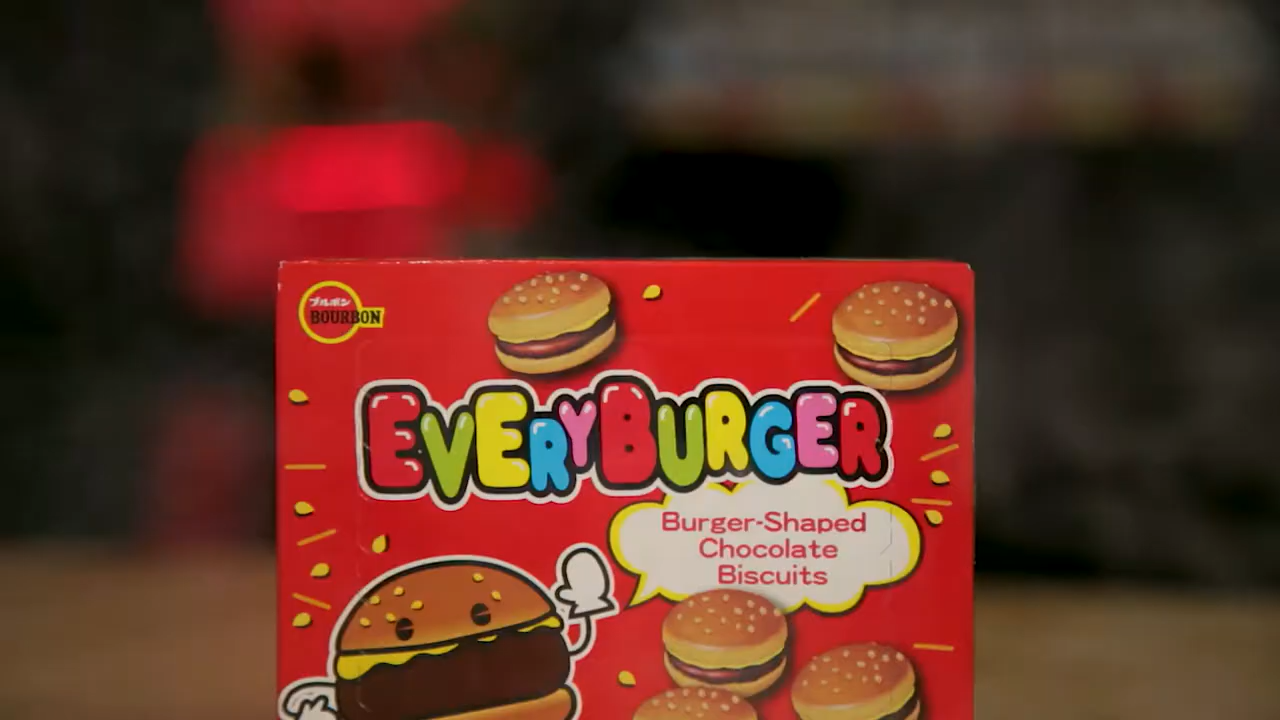 ブルボン
BOURBON
EVERYBURGER
Burger-Shaped
Chocolate
Biscuits